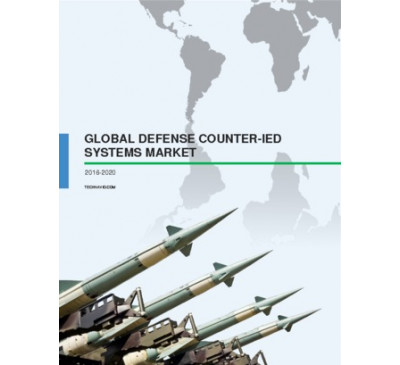 GLOBAL DEFENSE COUNTER-IED
SYSTEMS MARKET
2016-2020
TECHNAVIO.COM